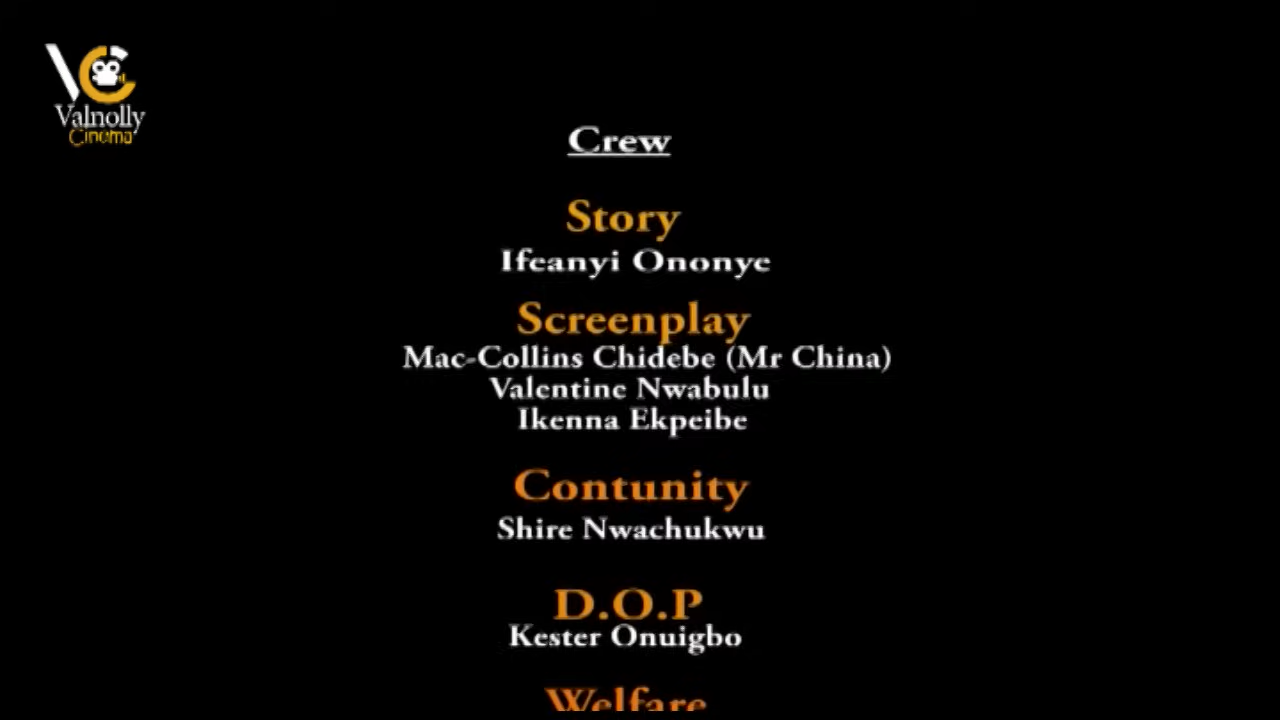 VC
Valnolly
Cinema
Crew
Story
Ifeanyi Ononye
Screenplay
Mac-Collins Chidebe (Mr China)
Valentine Nwabulu
Ikenna Ekpeibe
Contunity
Shire Nwachukwu
D.O.P
Kester Onuigbo
Welfare